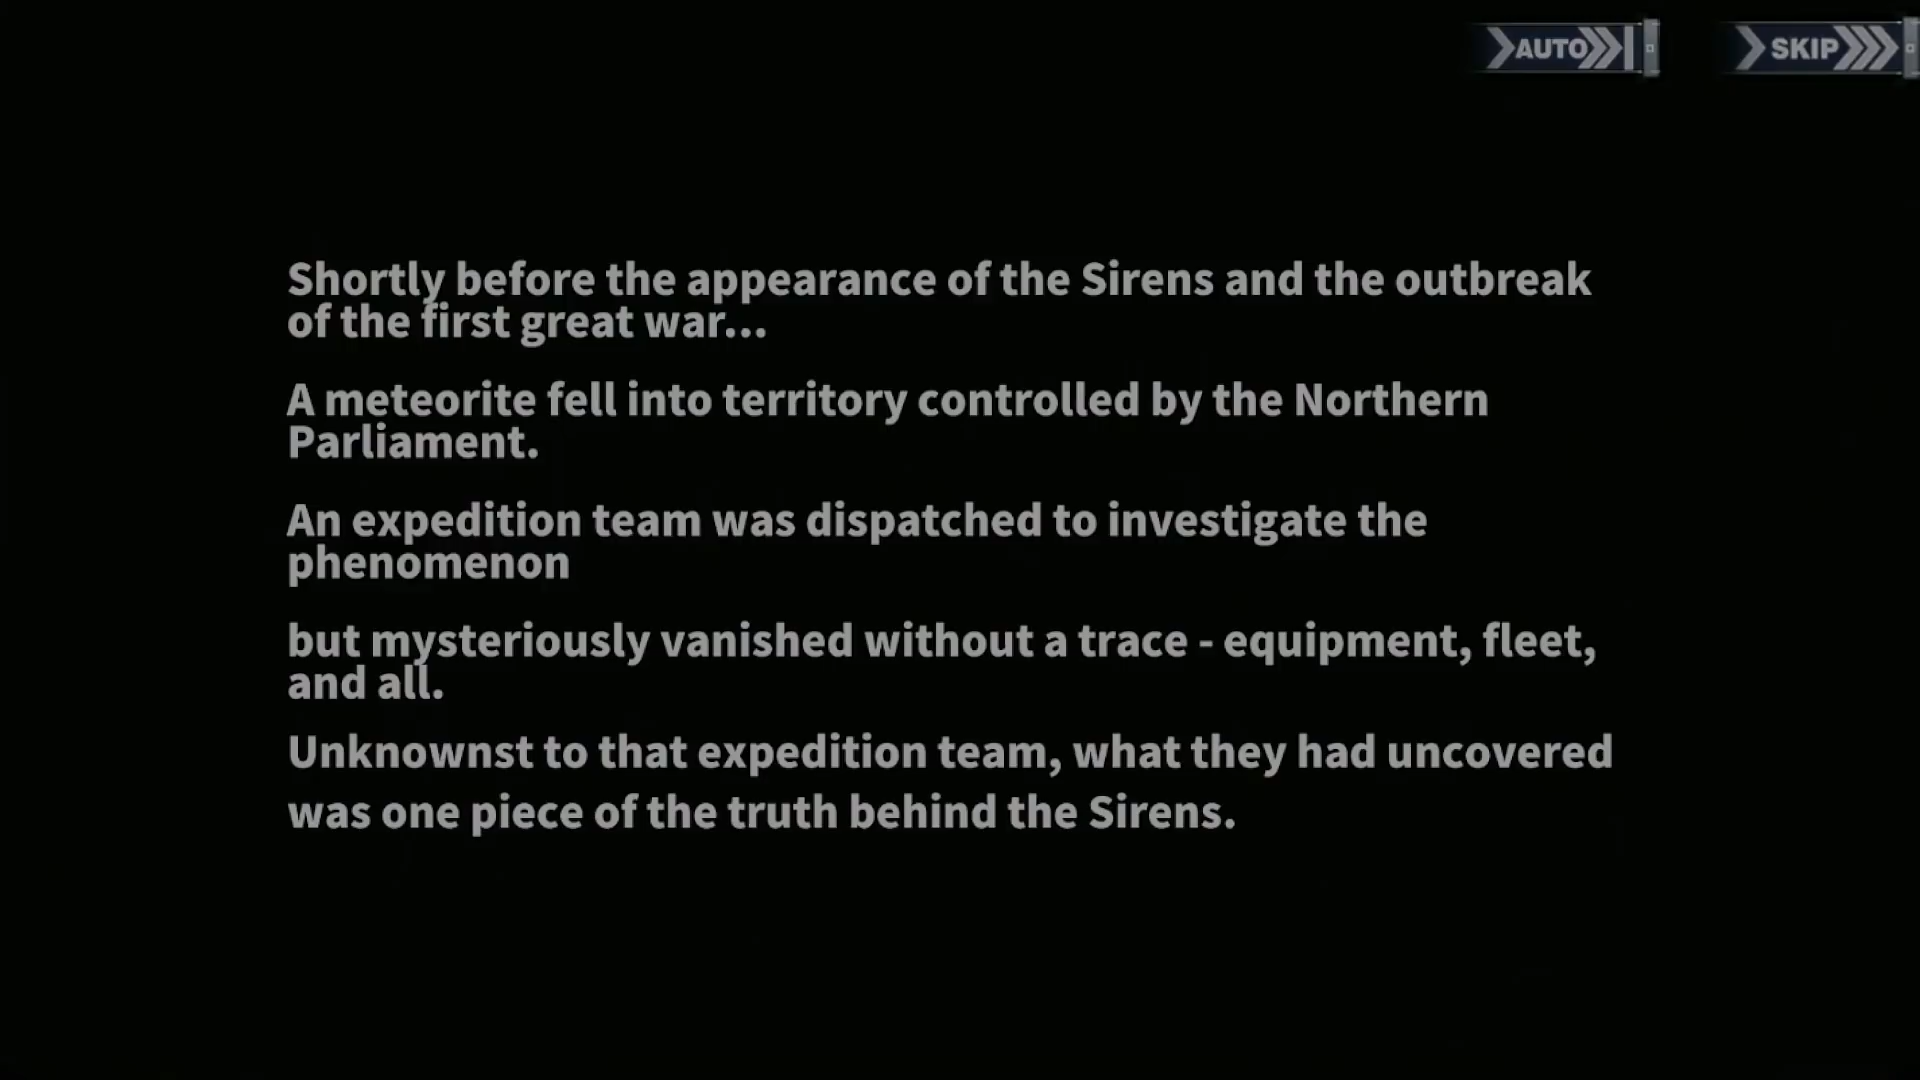 AUTO
SKIP
Shortly before the appearance of the Sirens and the outbreak
of the first great war...
A meteorite fell into territory controlled by the Northern
Parliament.
An expedition team was dispatched to investigate the
phenomenon
but mysteriously vanished without a trace - equipment, fleet,
and all.
Unknownst to that expedition team, what they had uncovered
was one piece of the truth behind the Sirens.